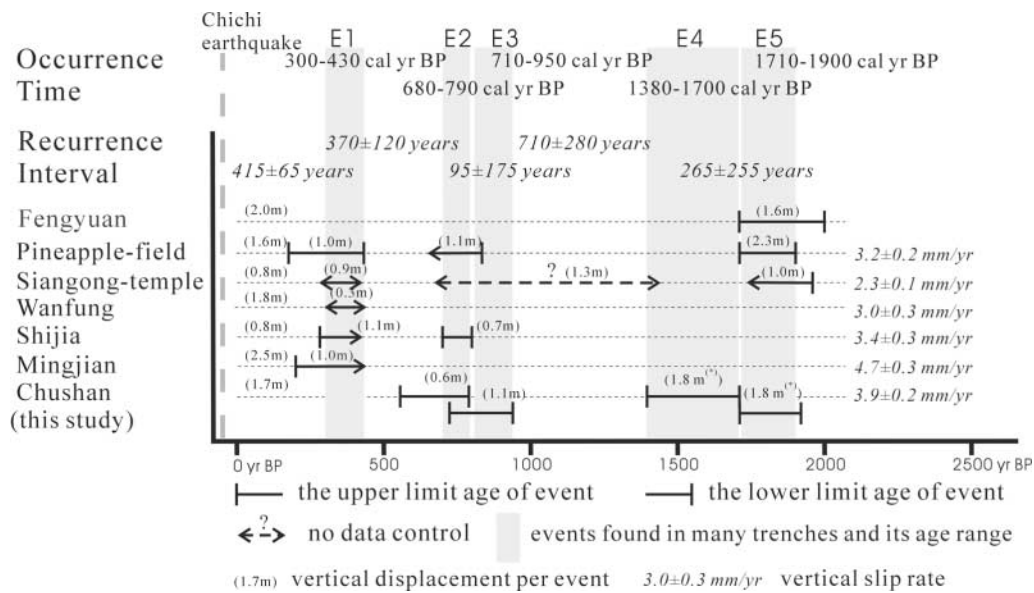 Chichi
earthquake
E1 E2 E3 E4 E5
Occurrence 300-430 cal yr BP 710-950 cal yr BP 1710-1900 cal yr BP
Time 680-790 cal yr BP 1380-1700 cal yr BP
Recurrence 370±120 years 710±280 years
Interval 415±65 years 95±175 years 265±255 years
Fengyuan (2.0m) (1.6m)
Pineapple-field (1.6m) (1.0m) (1.1m) (2.3m) 3.2±0.2 mm/yr
Siangong-temple (0.8m) (0.9m) ? (1.3m) (1.0m) 2.3±0.1 mm/yr
Wanfung (1.8m) (0.5m) 3.0±0.3 mm/yr
Shijia (0.8m) (1.1m) (0.7m) 3.4±0.3 mm/yr
Mingjian (2.5m) (1.0m) 4.7±0.3 mm/yr
Chushan (1.7m) (0.6m) (1.8 m(*)) 3.9±0.2 mm/yr
(this study) (1.1m) (1.8 m(*))
0 yr BP 500 1000 1500 2000 2500 yr BP
the upper limit age of event the lower limit age of event
? no data control events found in many trenches and its age range
(1.7m) vertical displacement per event 3.0±0.3 mm/yr vertical slip rate